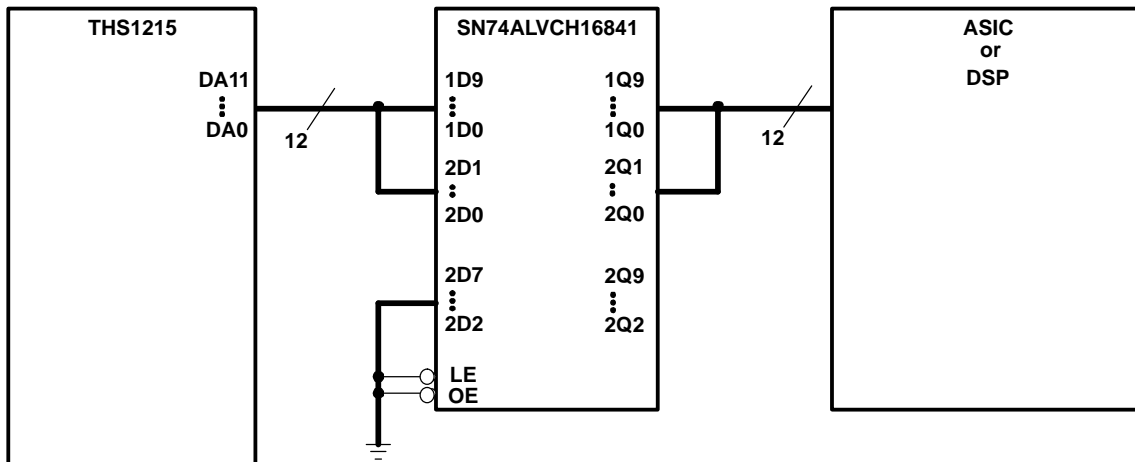 THS1215
DA11
DA0
12
SN74ALVCH16841
1D9
1D0
2D1
2D0
2D7
2D2
LE
OE
1Q9
1Q0
2Q1
2Q0
2Q9
2Q2
12
ASIC
or
DSP